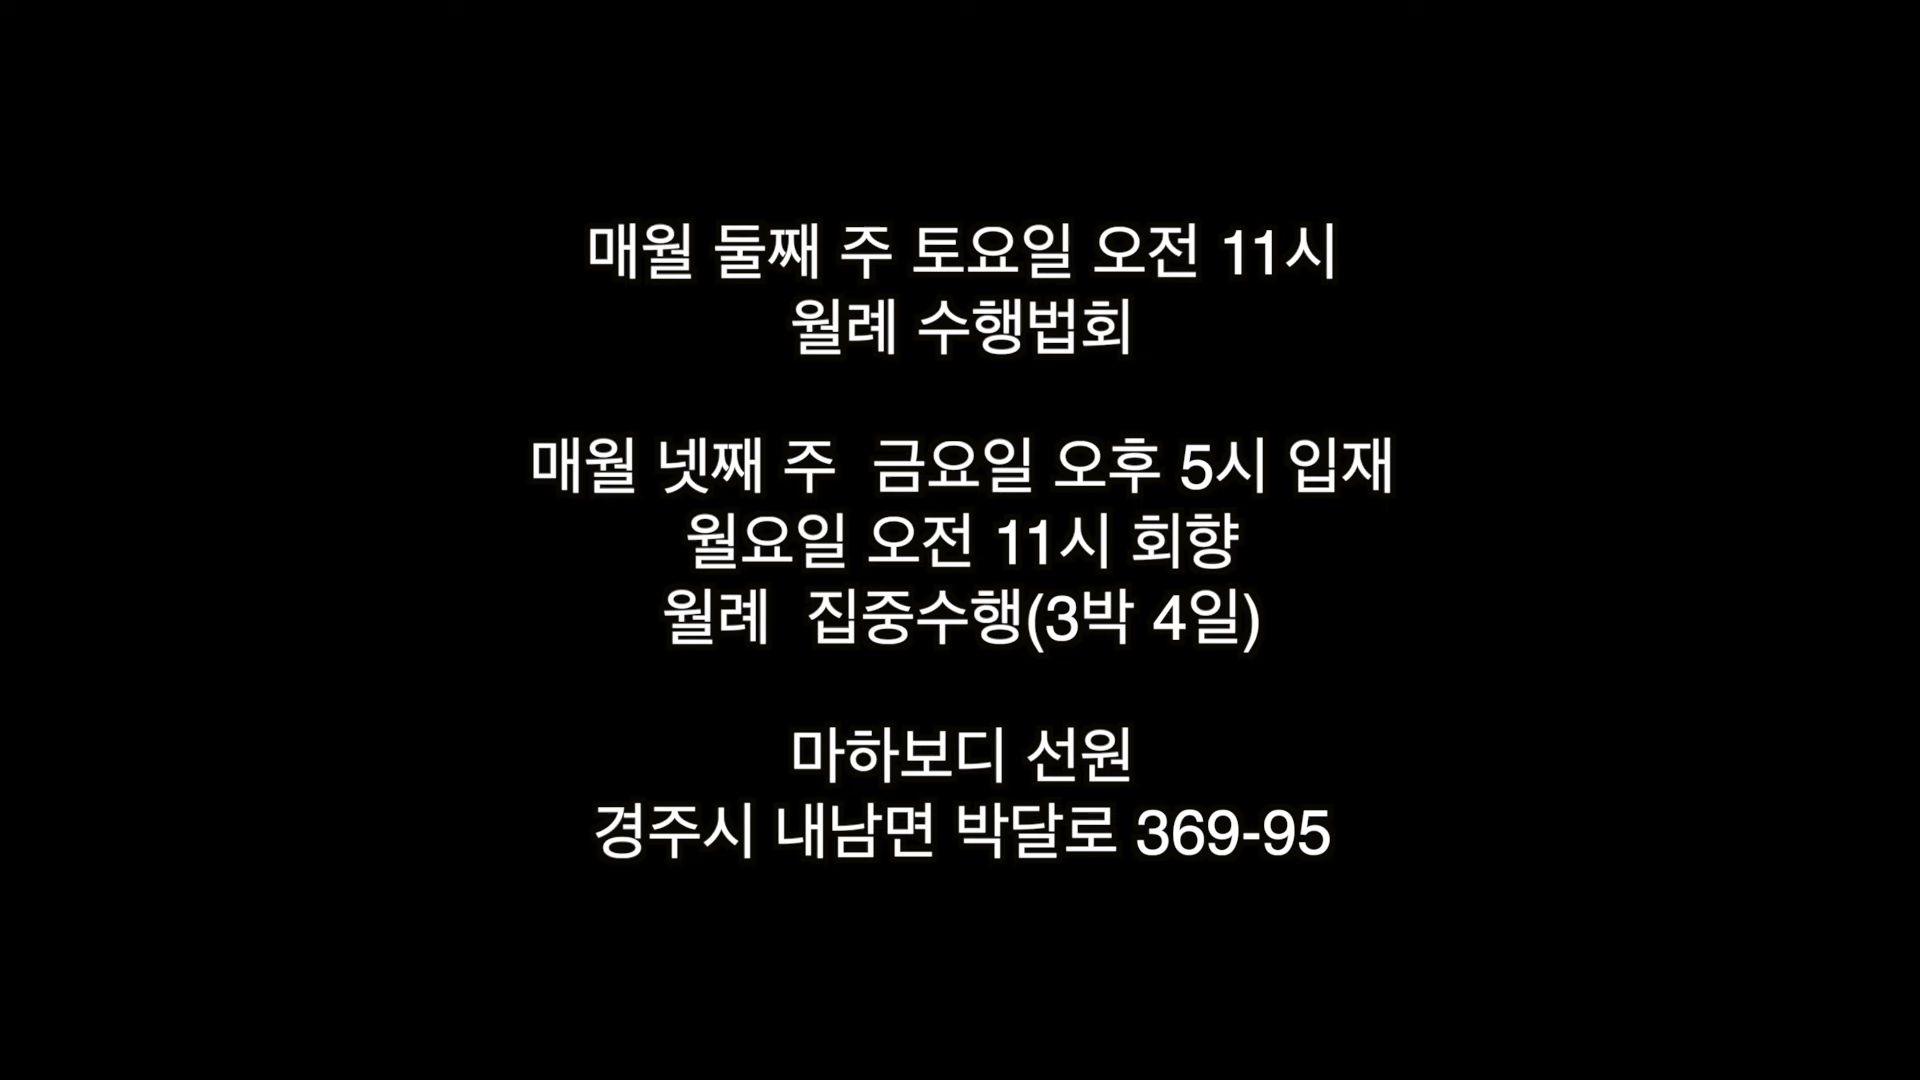 매월 둘째 주 토요일 오전 11시
월례 수행법회
매월 넷째 주  금요일 오후 5시 입재
월요일 오전 11시 회향
월례  집중수행(3박 4일)
마하보디 선원
경주시 내남면 박달로 369-95